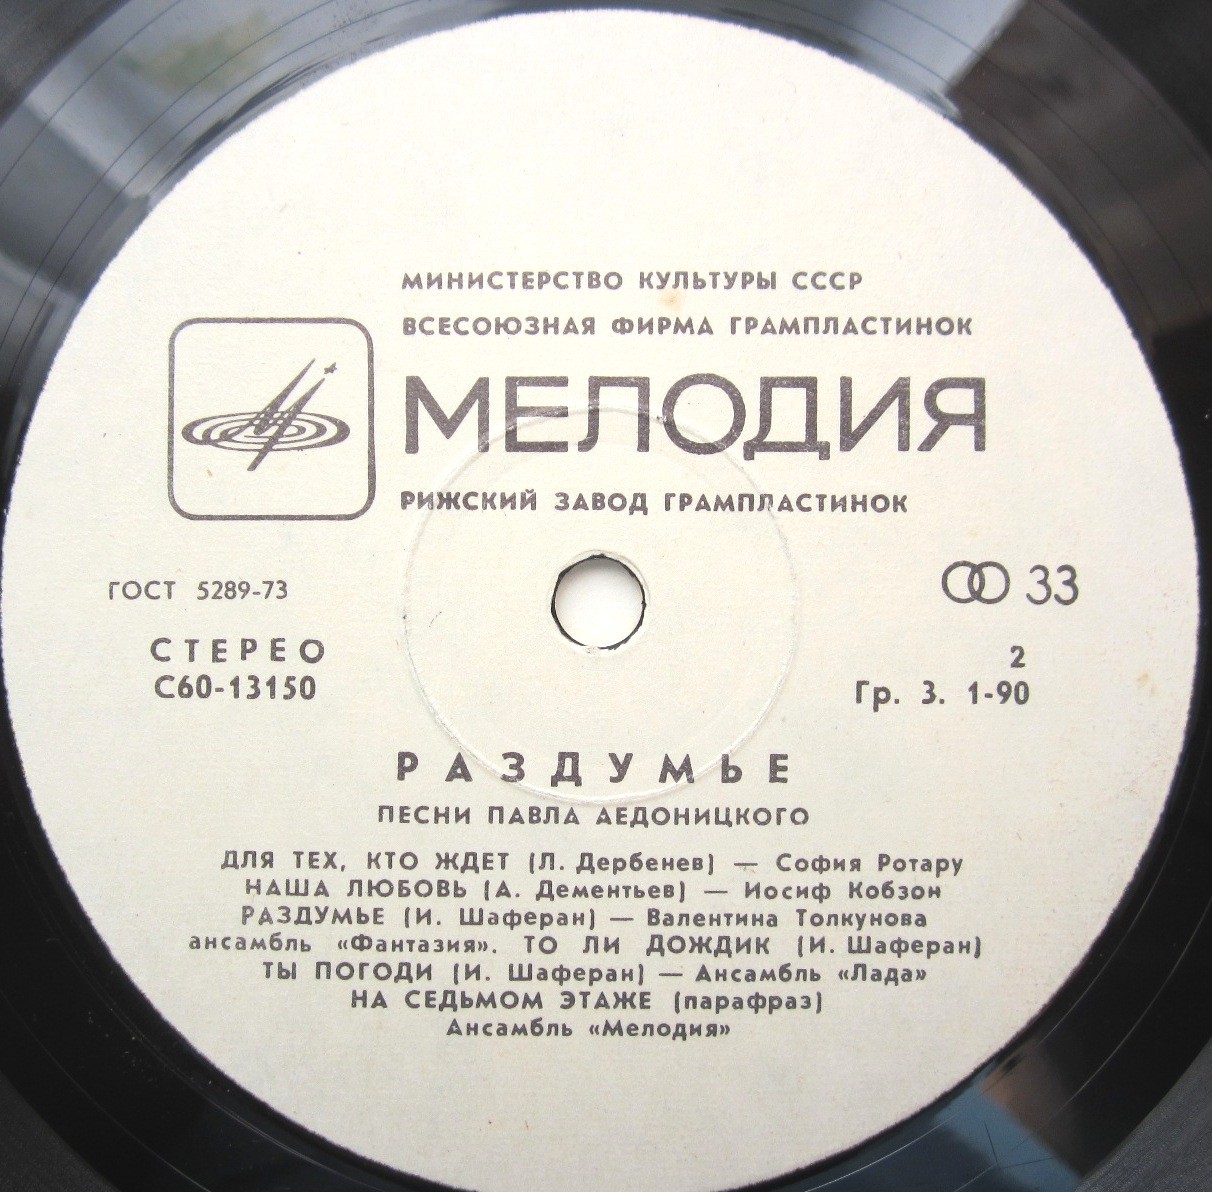 МИНИСТЕРСТВО КУЛЬТУРЫ СССР
ВСЕСОЮЗНАЯ ФИРМА ГРАМПЛАСТИНОК
МЕЛОДИЯ
РИЖСКИЙ ЗАВОД ГРАМПЛАСТИНОК
ГОСТ 5289-73
33
СТЕРЕО
2
С60-13150
Гр. 3. 1-90
РАЗДУМЬЕ
ПЕСНИ ПАВЛА АЕДОНИЦКОГО
ДЛЯ ТЕХ, КТО ЖДЕТ (Л. Дербенев) — София Ротару
НАША ЛЮБОВЬ (А. Дементьев) — Иосиф Кобзон
РАЗДУМЬЕ (И. Шаферан) — Валентина Толкунова
ансамбль «Фантазия». ТО ЛИ ДОЖДИК (И. Шаферан)
ТЫ ПОГОДИ (И. Шаферан) — Ансамбль «Лада»
НА СЕДЬМОМ ЭТАЖЕ (парафраз)
Ансамбль «Мелодия»